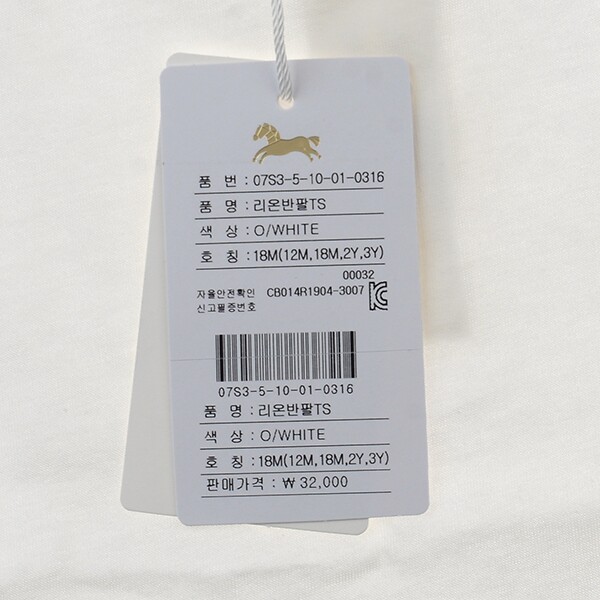 품 번 : 07S3-5-10-01-0316
품 명 : 리온반팔TS
색 상 : O/WHITE
호 칭 : 18M(12M,18M,2Y,3Y)
00032
자율안전확인 CB014R1904-3007
신고필증번호
07S3-5-10-01-0316
품 명 : 리온반팔TS
색 상 : O/WHITE
호 칭 : 18M(12M,18M,2Y,3Y)
판매가격 : ₩ 32,000